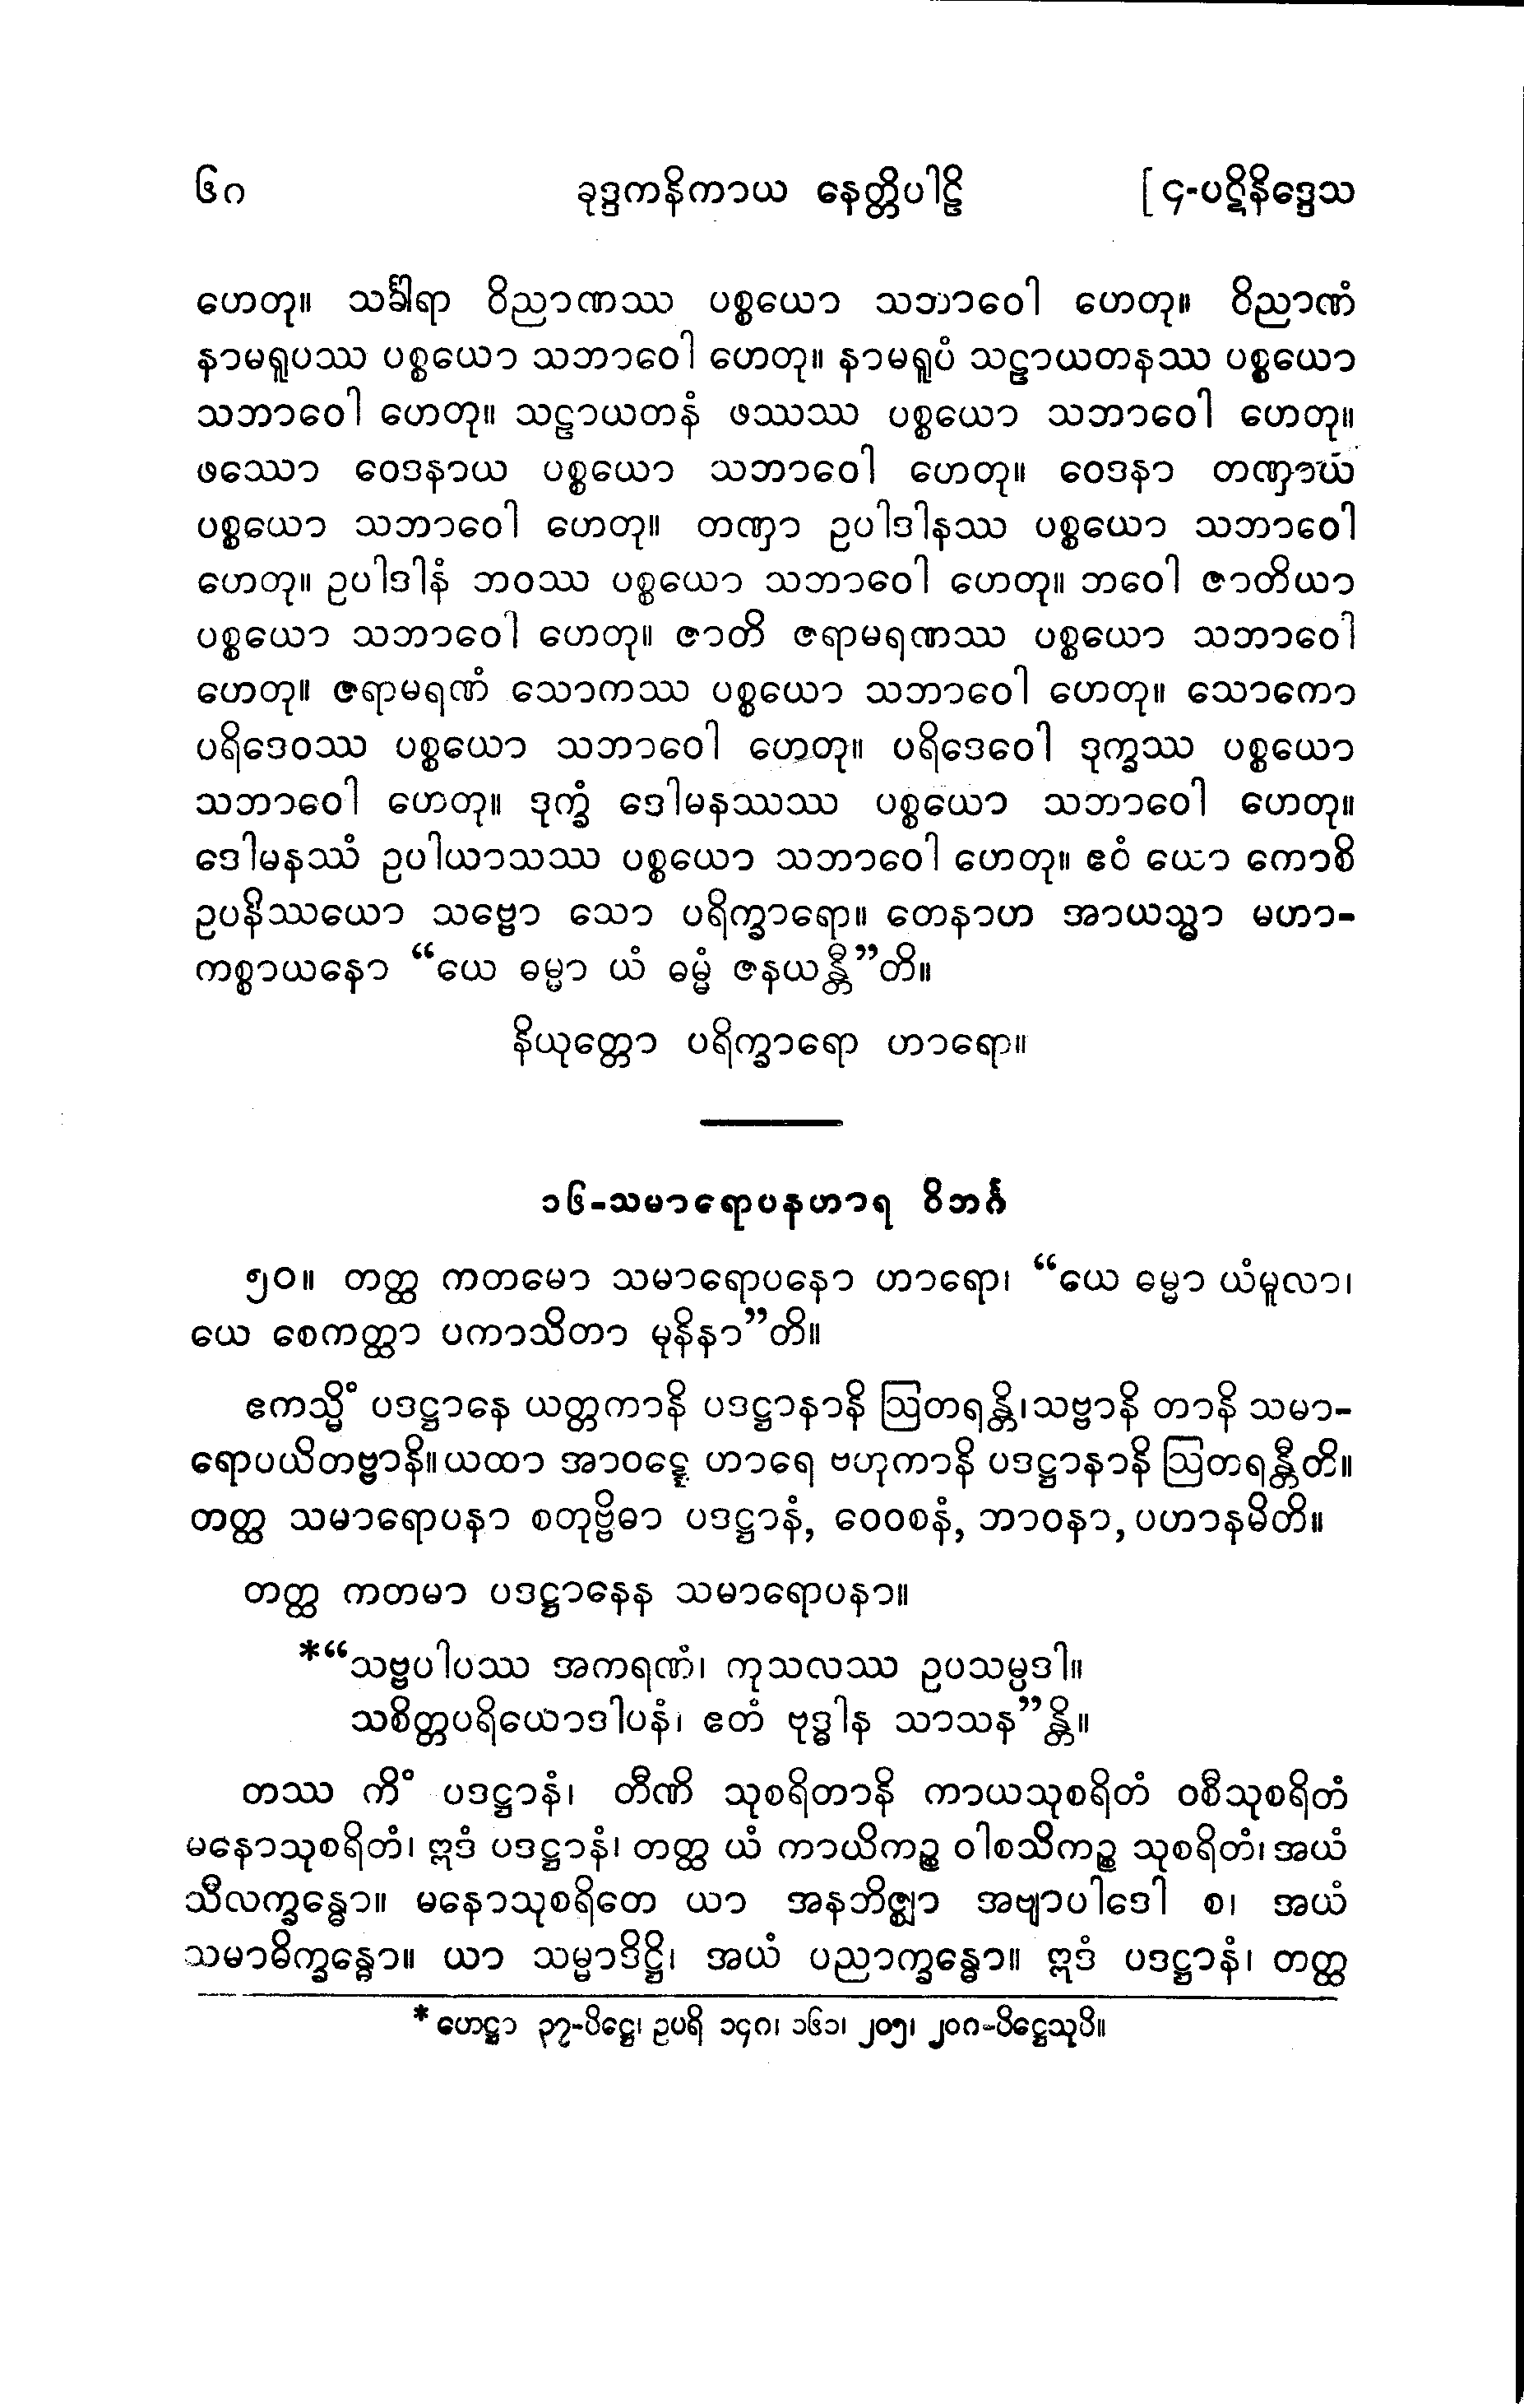 ၆ဂ ခုဒ္ဒကနိကာယ နေတ္တိပါဠိ [ ၄-ပဋိနိဒ္ဒေသ
ဟေတု။ သင်္ခါရာ ဝိညာဏဿ ပစ္စယော သဘာဝေါ ဟေတု။ ဝိညာဏံ
နာမရူပဿ ပစ္စယော သဘာဝေါ ဟေတု။ နာမရူပံ သဠာယတနဿ ပစ္စယော
သဘာဝေါ ဟေတု။ သဠာယတနံ ဖဿဿ ပစ္စယော သဘာဝေါ ဟေတု။
ဖဿော ဝေဒနာယ ပစ္စယော သဘာဝေါ ဟေတု။ ဝေဒနာ တဏှာယ
ပစ္စယော သဘာဝေါ ဟေတု။ တဏှာ ဥပါဒါနဿ ပစ္စယော သဘာဝေါ
ဟေတု။ ဥပါဒါနံ ဘဝဿ ပစ္စယော သဘာဝေါ ဟေတု။ ဘဝေါ ဇာတိယာ
ပစ္စယော သဘာဝေါ ဟေတု။ ဇာတိ ဇရာမရဏဿ ပစ္စယော သဘာဝေါ
ဟေတု။ ဇရာမရဏံ သောကဿ ပစ္စယော သဘာဝေါ ဟေတု။ သောကော
ပရိဒေဝဿ ပစ္စယော သဘာဝေါ ဟေတု။ ပရိဒေဝေါ ဒုက္ခဿ ပစ္စယော
သဘာဝေါ ဟေတု။ ဒုက္ခံ ဒေါမနဿဿ ပစ္စယော သဘာဝေါ ဟေတု။
ဒေါမနဿံ ဥပါယာသဿ ပစ္စယော သဘာဝေါ ဟေတု။ ဧဝံ ယော ကောစိ
ဥပနိဿယော သဗ္ဗော သော ပရိက္ခာရော။ တေနာဟ အာယသ္မာ မဟာ-
ကစ္စာယနော “ယေ ဓမ္မာ ယံ ဓမ္မံ ဇနယန္တီ”တိ။
နိယုတ္တော ပရိက္ခာရော ဟာရော။
၁၆-သမာရောပနဟာရ ဝိဘင်္ဂ
၅၀။ တတ္ထ ကတမော သမာရောပနော ဟာရော၊ “ယေ ဓမ္မာ ယံမူလာ၊
ယေ စေကတ္ထာ ပကာသိတာ မုနိနာ”တိ။
ဧကသ္မိံ ပဒဋ္ဌာနေ ယတ္တကာနိ ပဒဋ္ဌာနာနိ ဩတရန္တိ၊သဗ္ဗာနိ တာနိ သမာ-
ရောပယိတဗ္ဗာနိ။ယထာ အာဝဋ္ဋေ ဟာရေ ဗဟုကာနိ ပဒဋ္ဌာနာနိ ဩတရန္တီတိ။
တတ္ထ သမာရောပနာ စတုဗ္ဗိဓာ ပဒဋ္ဌာနံ, ဝေဝစနံ, ဘာဝနာ, ပဟာနမိတိ။
တတ္ထ ကတမာ ပဒဋ္ဌာနေန သမာရောပနာ။
*“သဗ္ဗပါပဿ အကရဏံ၊ ကုသလဿ ဥပသမ္ပဒါ။
သစိတ္တပရိယောဒါပနံ၊ ဧတံ ဗုဒ္ဓါန သာသန”န္တိ။
တဿ ကိံ ပဒဋ္ဌာနံ၊ တီဏိ သုစရိတာနိ ကာယသုစရိတံ ဝစီသုစရိတံ
မနောသုစရိတံ၊ ဣဒံ ပဒဋ္ဌာနံ၊ တတ္ထ ယံ ကာယိကဉ္စ ဝါစသိကဉ္စ သုစရိတံ၊အယံ
သီလက္ခန္ဓော။ မနောသုစရိတေ ယာ အနဘိဇ္ဈာ အဗျာပါဒေါ စ၊ အယံ
သမာဓိက္ခန္ဓော။ ယာ သမ္မာဒိဋ္ဌိ၊ အယံ ပညာက္ခန္ဓော။ ဣဒံ ပဒဋ္ဌာနံ၊ တတ္ထ
* ဟေဋ္ဌာ ၃၇-ပိဋ္ဌေ၊ ဥပရိ ၁၄ဂ၊ ၁၆၁၊ ၂၀၅၊ ၂၀ဂ-ပိဋ္ဌေသုပိ။